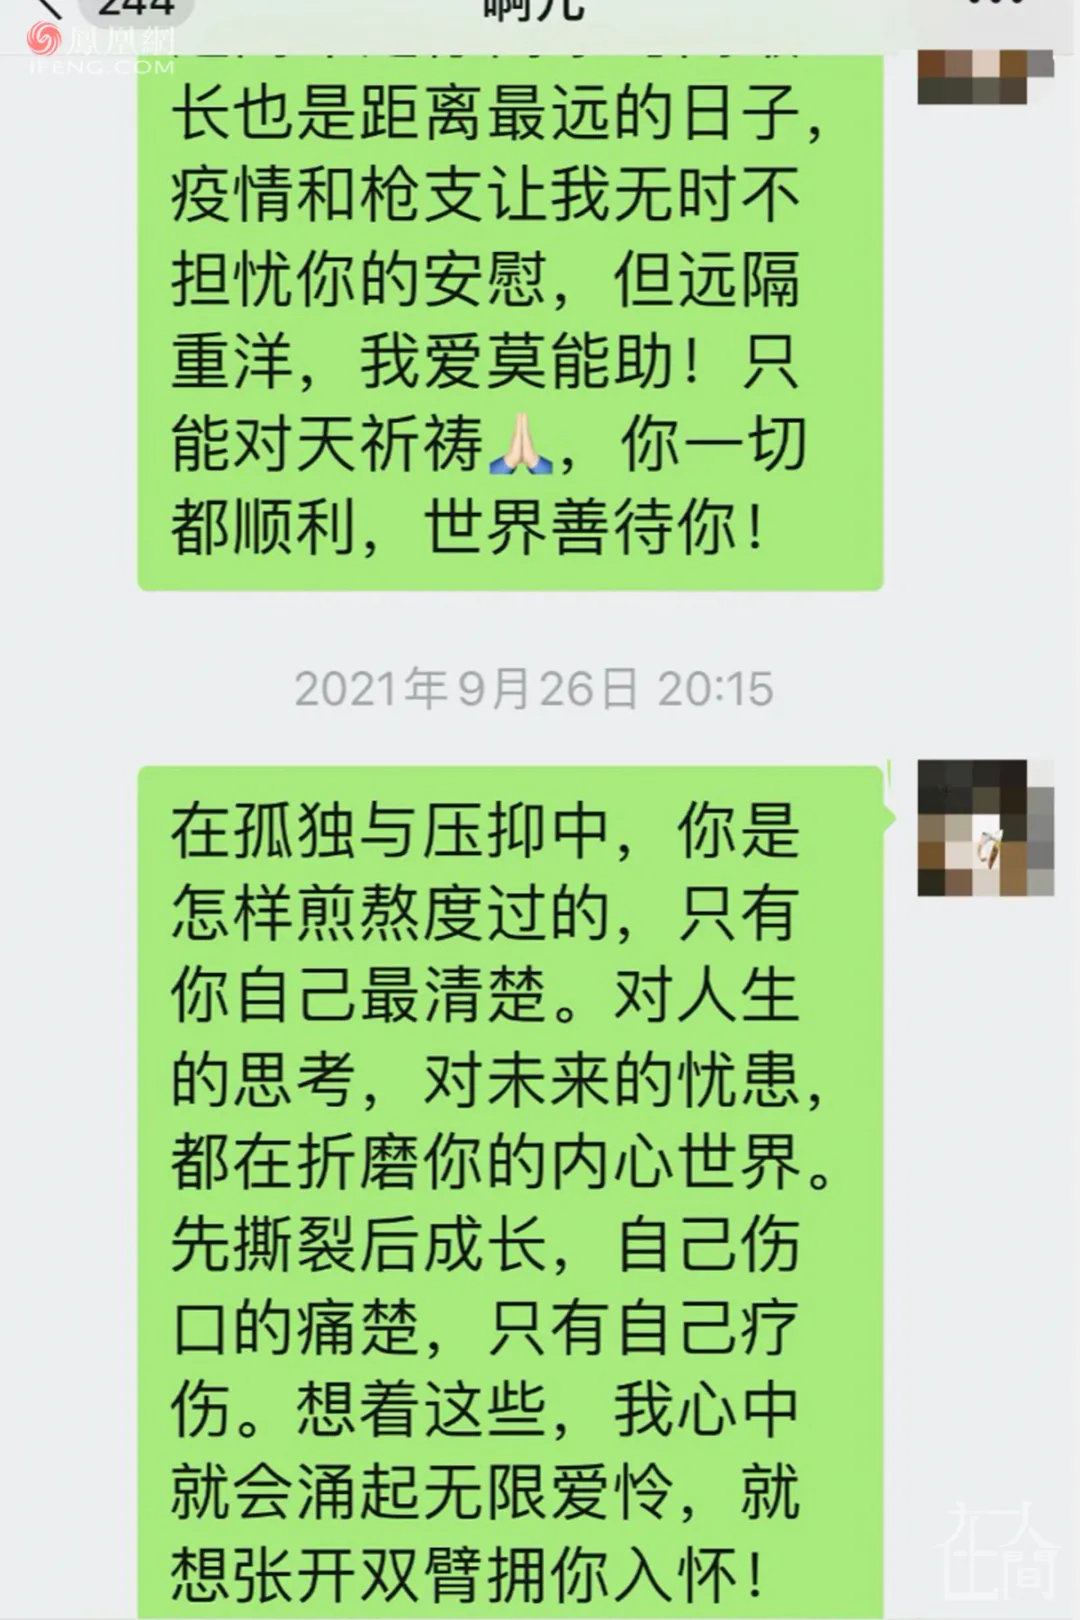 244
啊儿
鳳凰網
IFENG.COM
长也是距离最远的日子，
疫情和枪支让我无时不
担忧你的安慰，但远隔
重洋，我爱莫能助！只
能对天祈祷🙏🏻，你一切
都顺利，世界善待你！
2021年9月26日 20:15
在孤独与压抑中，你是
怎样煎熬度过的，只有
你自己最清楚。对人生
的思考，对未来的忧患，
都在折磨你的内心世界。
先撕裂后成长，自己伤
口的痛楚，只有自己疗
伤。想着这些，我心中
就会涌起无限爱怜，就
想张开双臂拥你入怀！
在人間